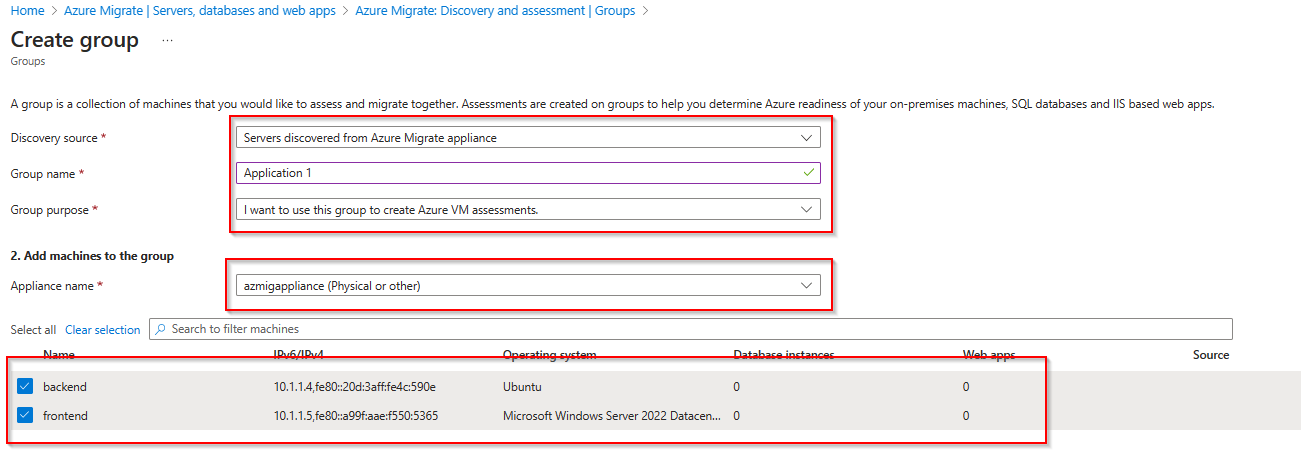 Home > Azure Migrate | Servers, databases and web apps > Azure Migrate: Discovery and assessment | Groups >
Create group ...
Groups
A group is a collection of machines that you would like to assess and migrate together. Assessments are created on groups to help you determine Azure readiness of your on-premises machines, SQL databases and IIS based web apps.
Discovery source * Servers discovered from Azure Migrate appliance
Group name * Application 1
Group purpose * I want to use this group to create Azure VM assessments.
2. Add machines to the group
Appliance name * azmigappliance (Physical or other)
Select all Clear selection Search to filter machines
Name IPv6/IPv4 Operating system Database instances Web apps Source
backend 10.1.1.4,fe80::20d:3aff:fe4c:590e Ubuntu 0 0
frontend 10.1.1.5,fe80::a99f:aae:f550:5365 Microsoft Windows Server 2022 Datacen... 0 0